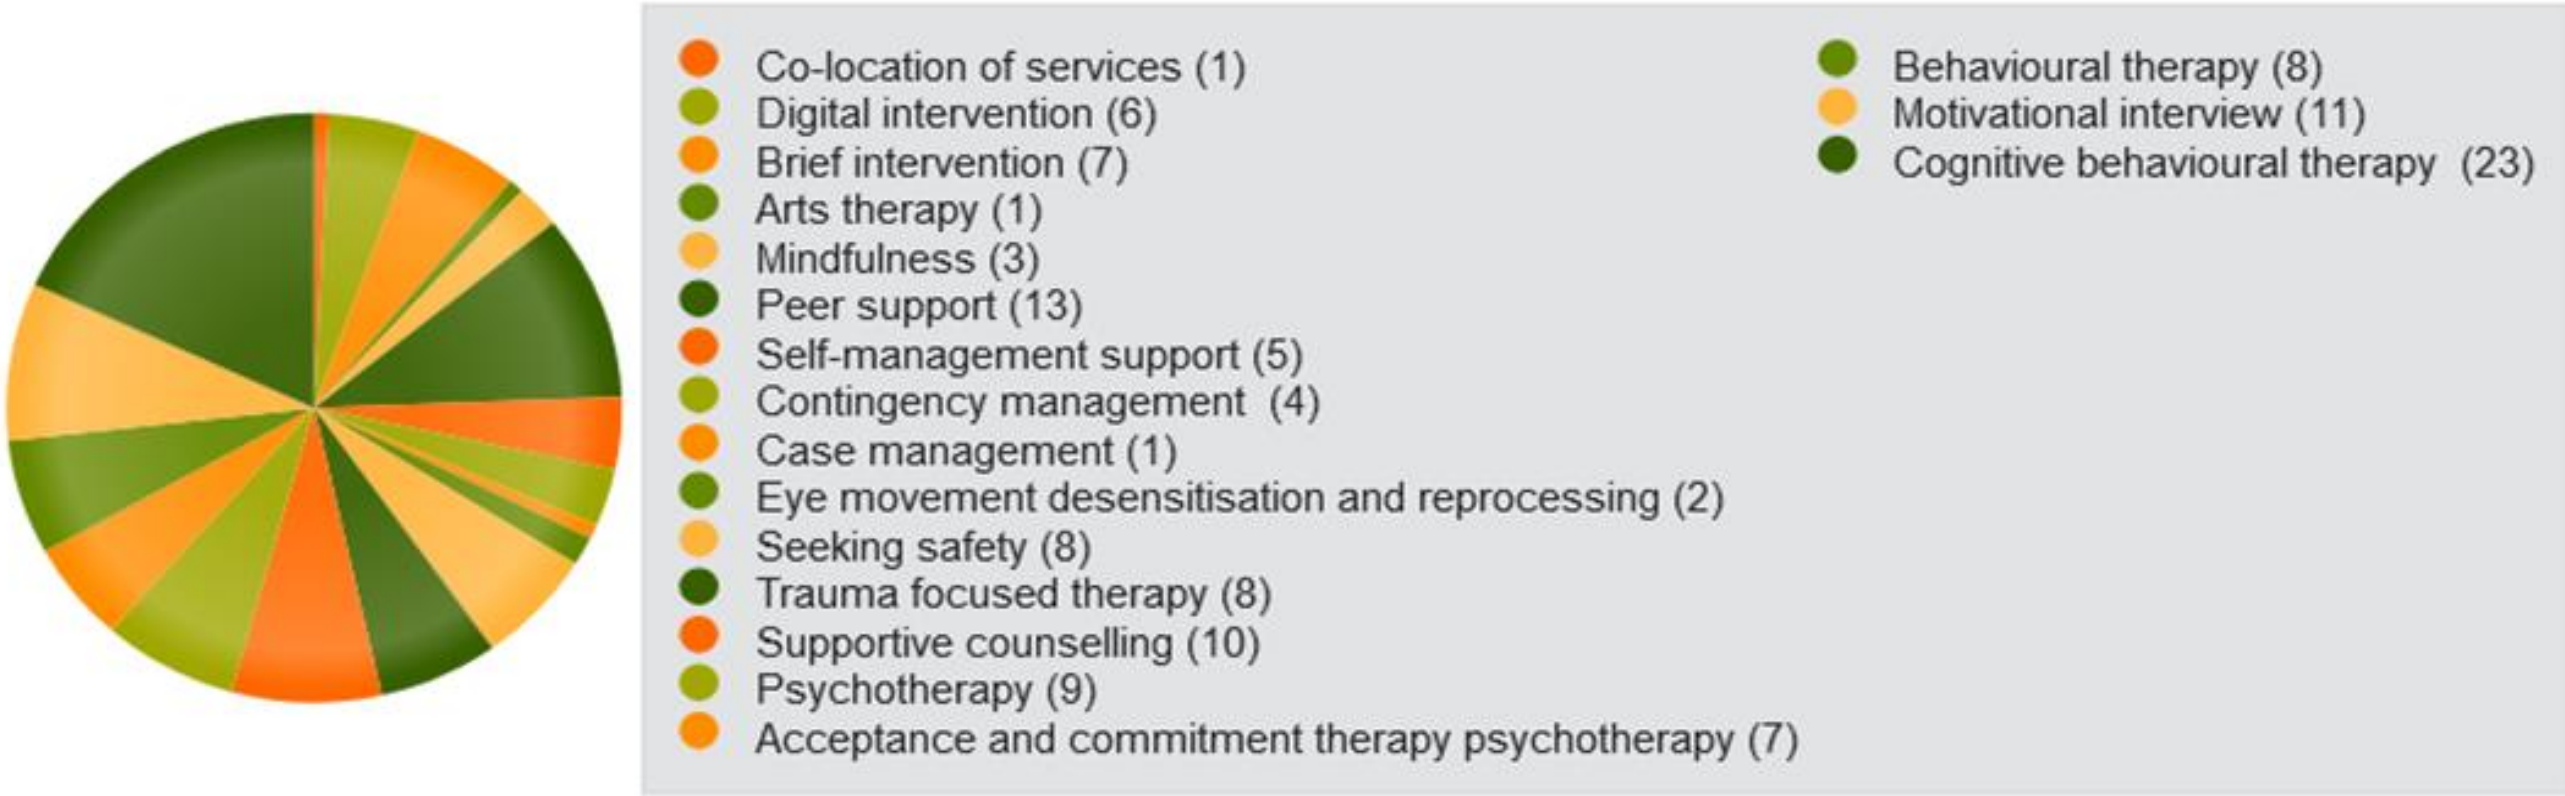 Co-location of services (1)
Digital intervention (6)
Brief intervention (7)
Arts therapy (1)
Mindfulness (3)
Peer support (13)
Self-management support (5)
Contingency management (4)
Case management (1)
Eye movement desensitisation and reprocessing (2)
Seeking safety (8)
Trauma focused therapy (8)
Supportive counselling (10)
Psychotherapy (9)
Acceptance and commitment therapy psychotherapy (7)
Behavioural therapy (8)
Motivational interview (11)
Cognitive behavioural therapy (23)